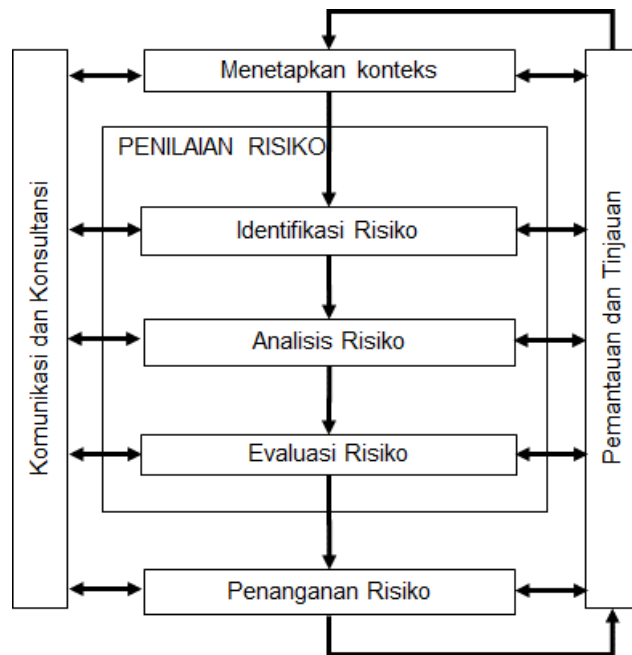 Menetapkan konteks
PENILAIAN RISIKO
Identifikasi Risiko
Analisis Risiko
Evaluasi Risiko
Penanganan Risiko
Komunikasi dan Konsultansi
Pemantauan dan Tinjauan